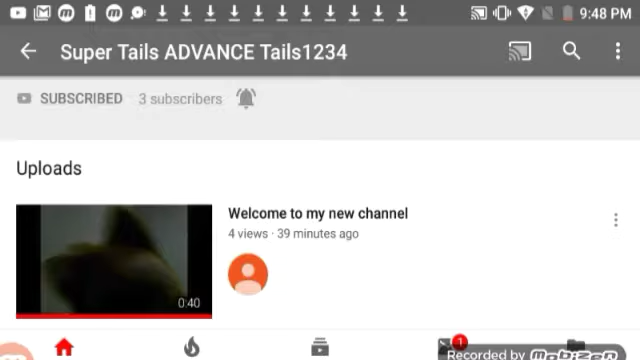 9:48 PM
Super Tails ADVANCE Tails1234
SUBSCRIBED 3 subscribers
Uploads
Welcome to my new channel
4 views · 39 minutes ago
0:40
1
Recorded by mobizen